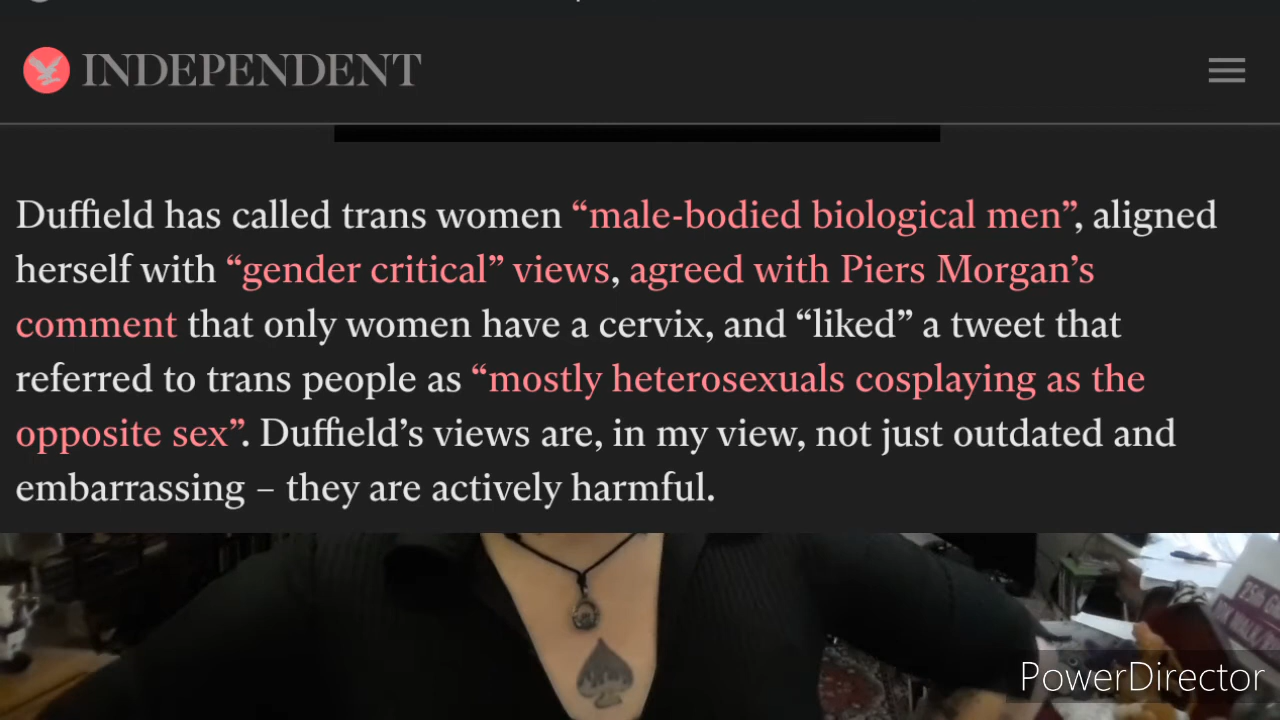 INDEPENDENT
Duffield has called trans women “male-bodied biological men”, aligned
herself with “gender critical” views, agreed with Piers Morgan’s
comment that only women have a cervix, and “liked” a tweet that
referred to trans people as “mostly heterosexuals cosplaying as the
opposite sex”. Duffield’s views are, in my view, not just outdated and
embarrassing – they are actively harmful.
PowerDirector